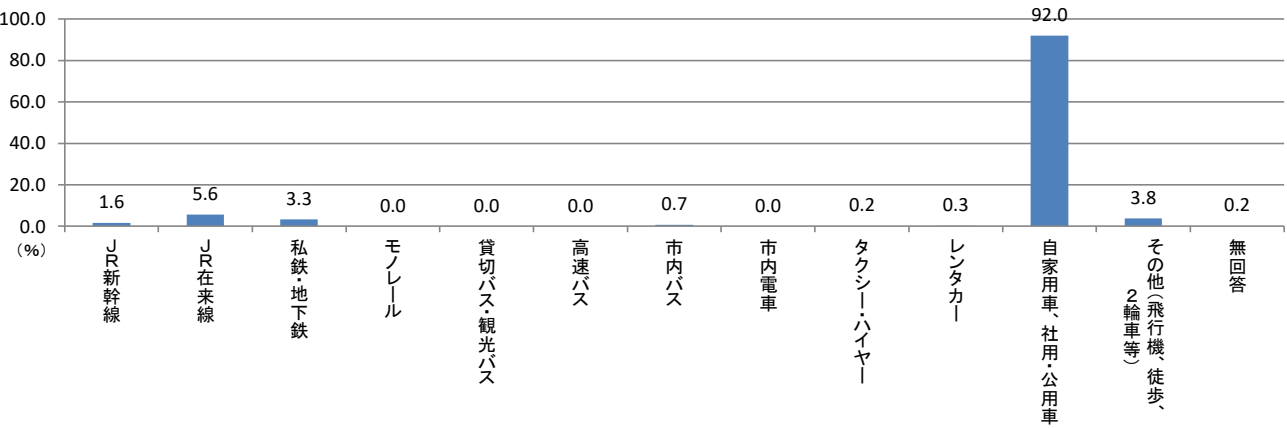 100.0
80.0
60.0
40.0
20.0
0.0
(%)
1.6
5.6
3.3
0.0
0.0
0.0
0.7
0.0
0.2
0.3
92.0
3.8
0.2
JR新幹線
JR在来線
私鉄・地下鉄
モノレール
貸切バス・観光バス
高速バス
市内バス
市内電車
タクシー・ハイヤー
レンタカー
自家用車、社用・公用車
その他（飛行機、徒歩、
2輪車等）
無回答